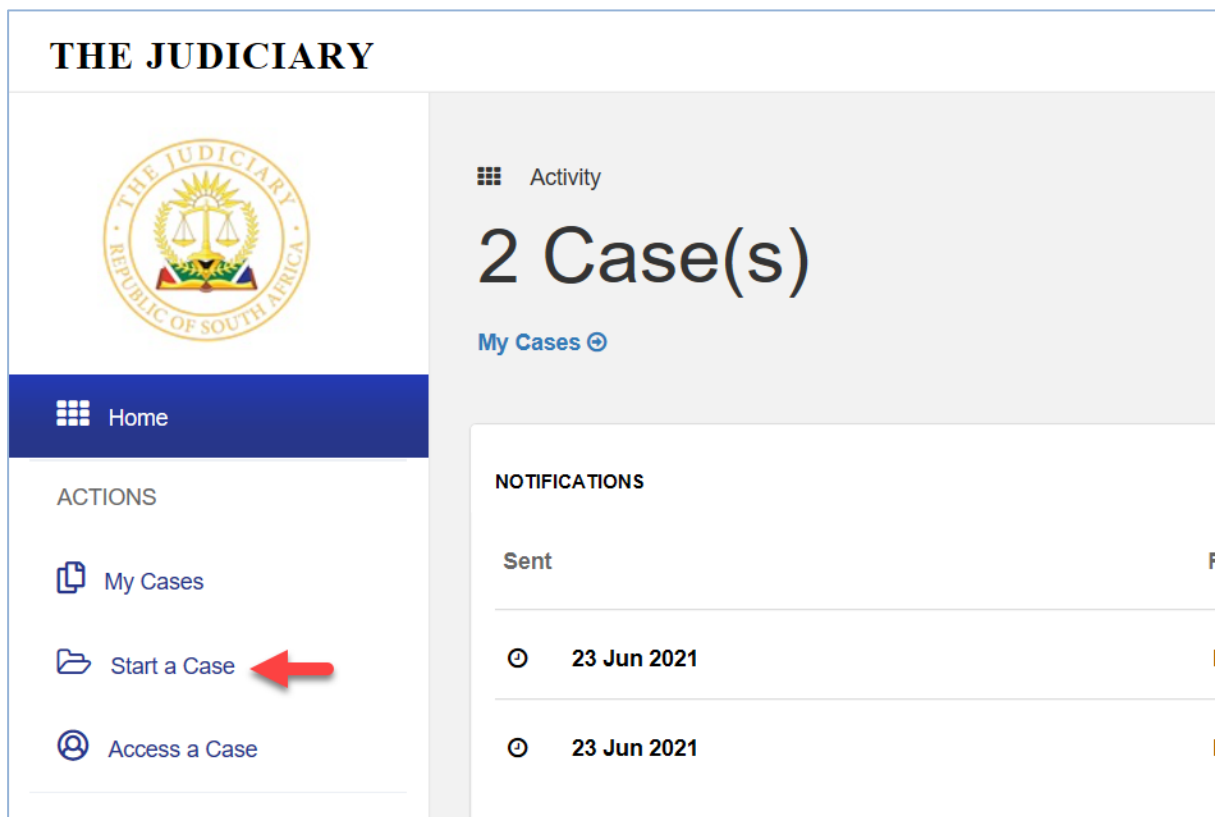 THE JUDICIARY
THE JUDICIARY
REPUBLIC OF SOUTH AFRICA
Activity
2 Case(s)
My Cases
Home
ACTIONS
My Cases
Start a Case
Access a Case
NOTIFICATIONS
Sent
23 Jun 2021
23 Jun 2021